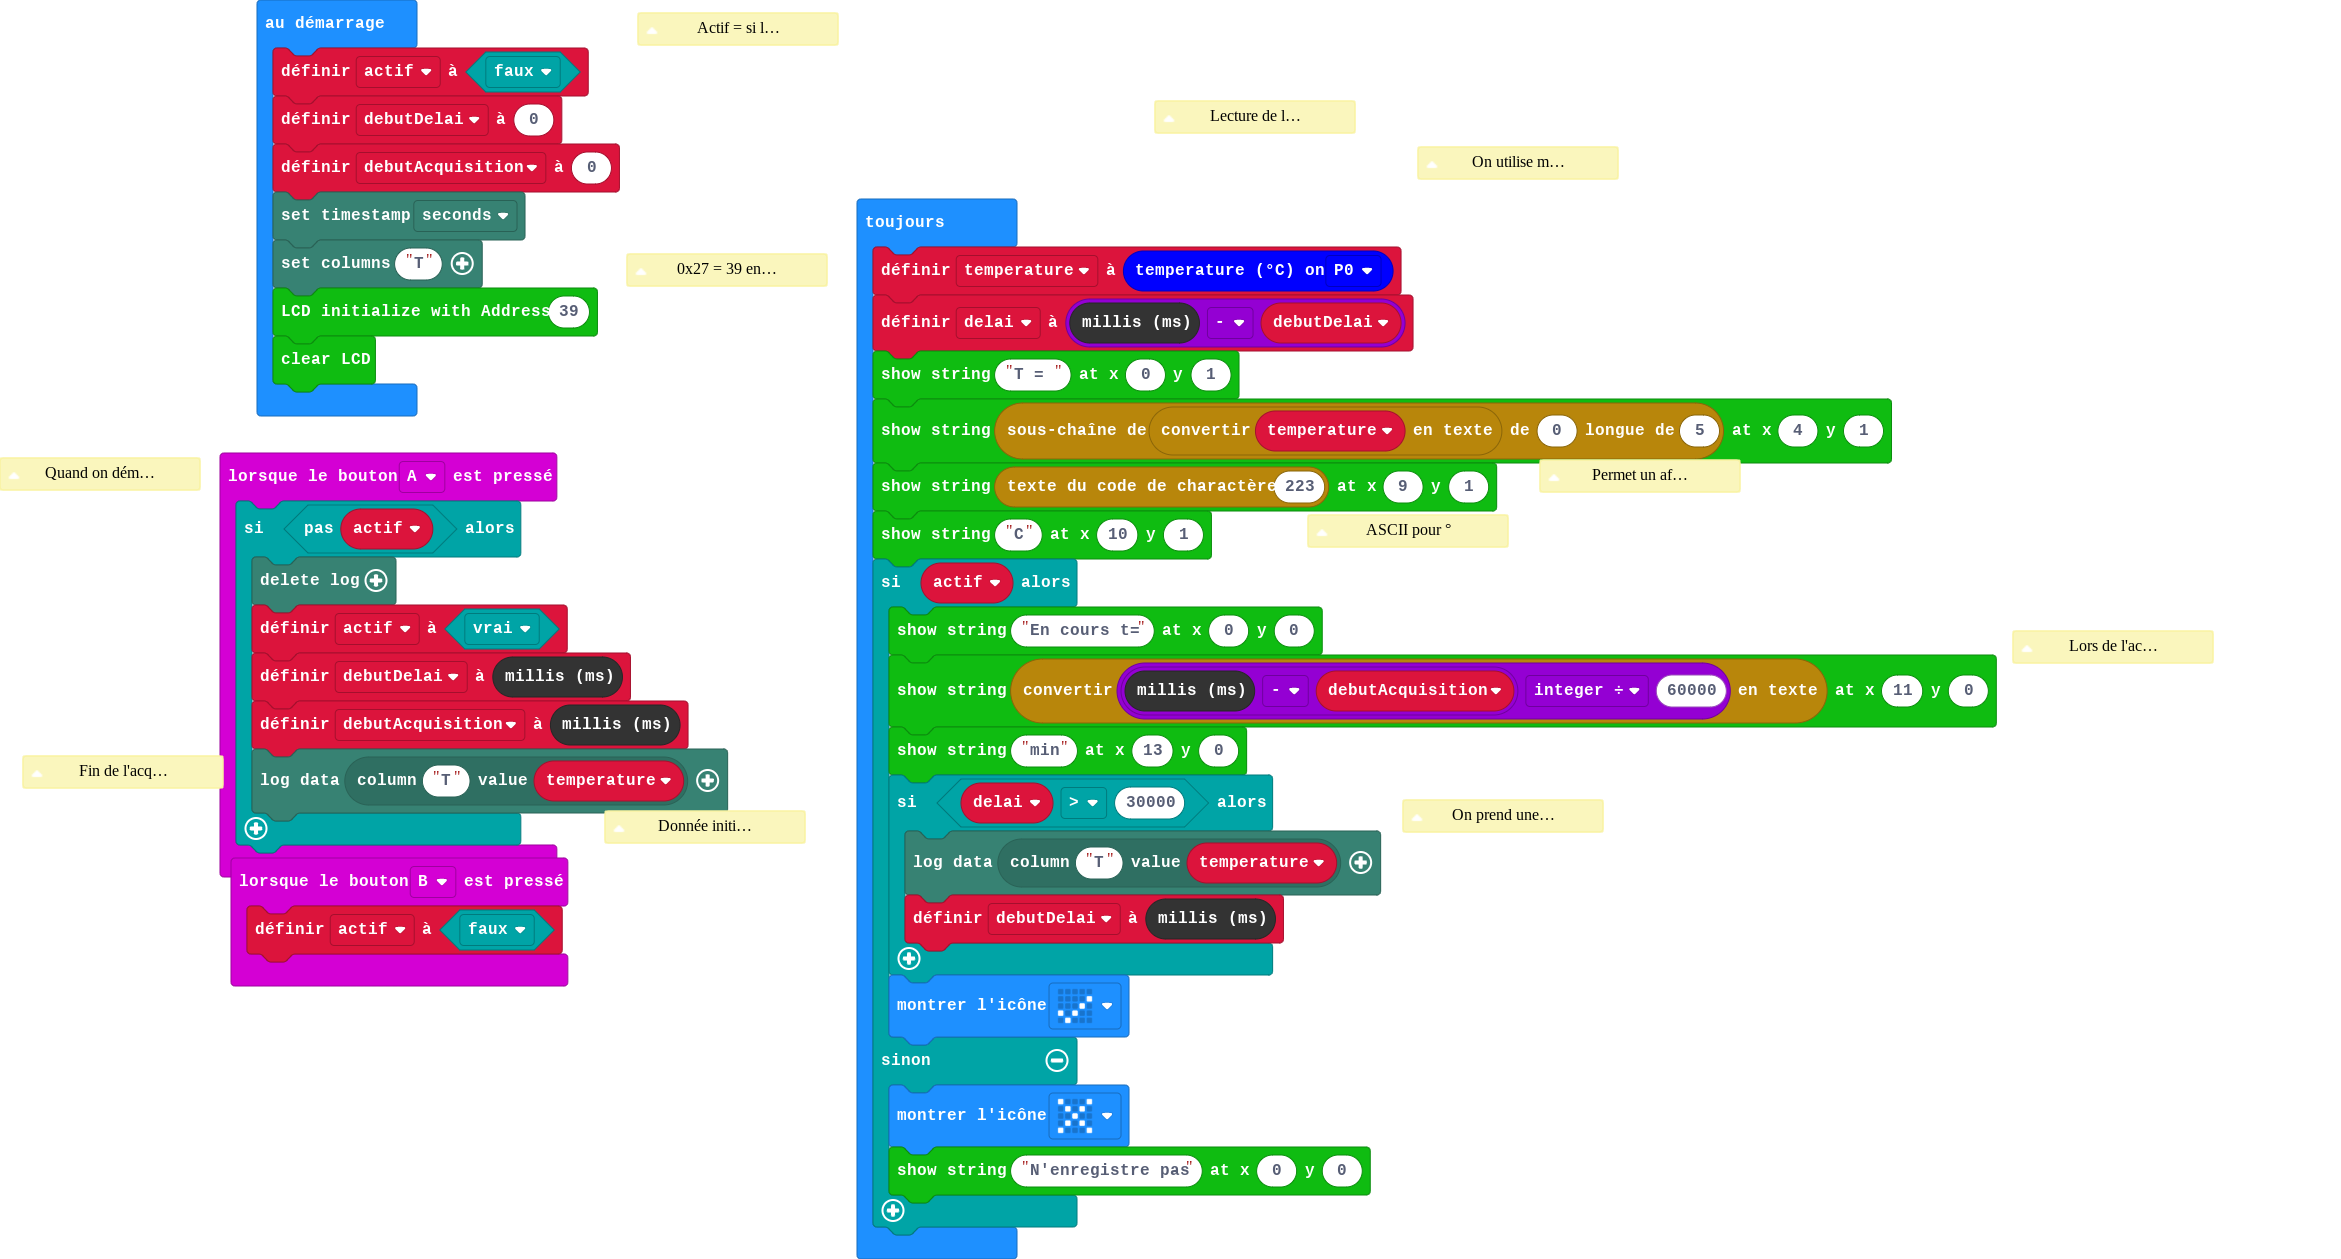 au démarrage
définir actif à faux
définir debutDelai à 0
définir debutAcquisition à 0
set timestamp seconds
set columns "T"
LCD initialize with Address 39
clear LCD
Actif = si l…
0x27 = 39 en…
Quand on dém…
lorsque le bouton A est pressé
si pas actif alors
delete log
définir actif à vrai
définir debutDelai à millis (ms)
définir debutAcquisition à millis (ms)
log data column "T" value temperature
Donnée initi…
Fin de l'acq…
lorsque le bouton B est pressé
définir actif à faux
Lecture de l…
On utilise m…
toujours
définir temperature à temperature (°C) on P0
définir delai à millis (ms) - debutDelai
show string "T = " at x 0 y 1
show string sous-chaîne de convertir temperature en texte de 0 longue de 5 at x 4 y 1
Permet un af…
show string texte du code de charactère 223 at x 9 y 1
ASCII pour °
show string "C" at x 10 y 1
si actif alors
show string "En cours t=" at x 0 y 0
Lors de l'ac…
show string convertir millis (ms) - debutAcquisition integer ÷ 60000 en texte at x 11 y 0
show string "min" at x 13 y 0
si delai > 30000 alors
On prend une…
log data column "T" value temperature
définir debutDelai à millis (ms)
montrer l'icône
sinon
montrer l'icône
show string "N'enregistre pas" at x 0 y 0